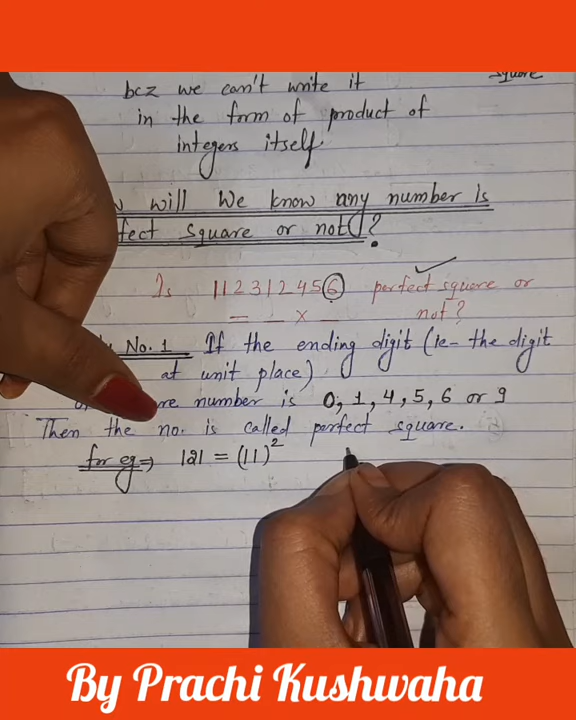 square
bcz we can't write it
in the form of product of
integers itself.
will We know any number is
fect square or not?
Is 112312456 perfect square or
— — × — not?
No. 1 If the ending digit (ie- the digit
at unit place)
number is 0, 1, 4, 5, 6 or 9
Then the no. is called perfect square.
for eg ⇒ 121 = (11)²
By Prachi Kushwaha